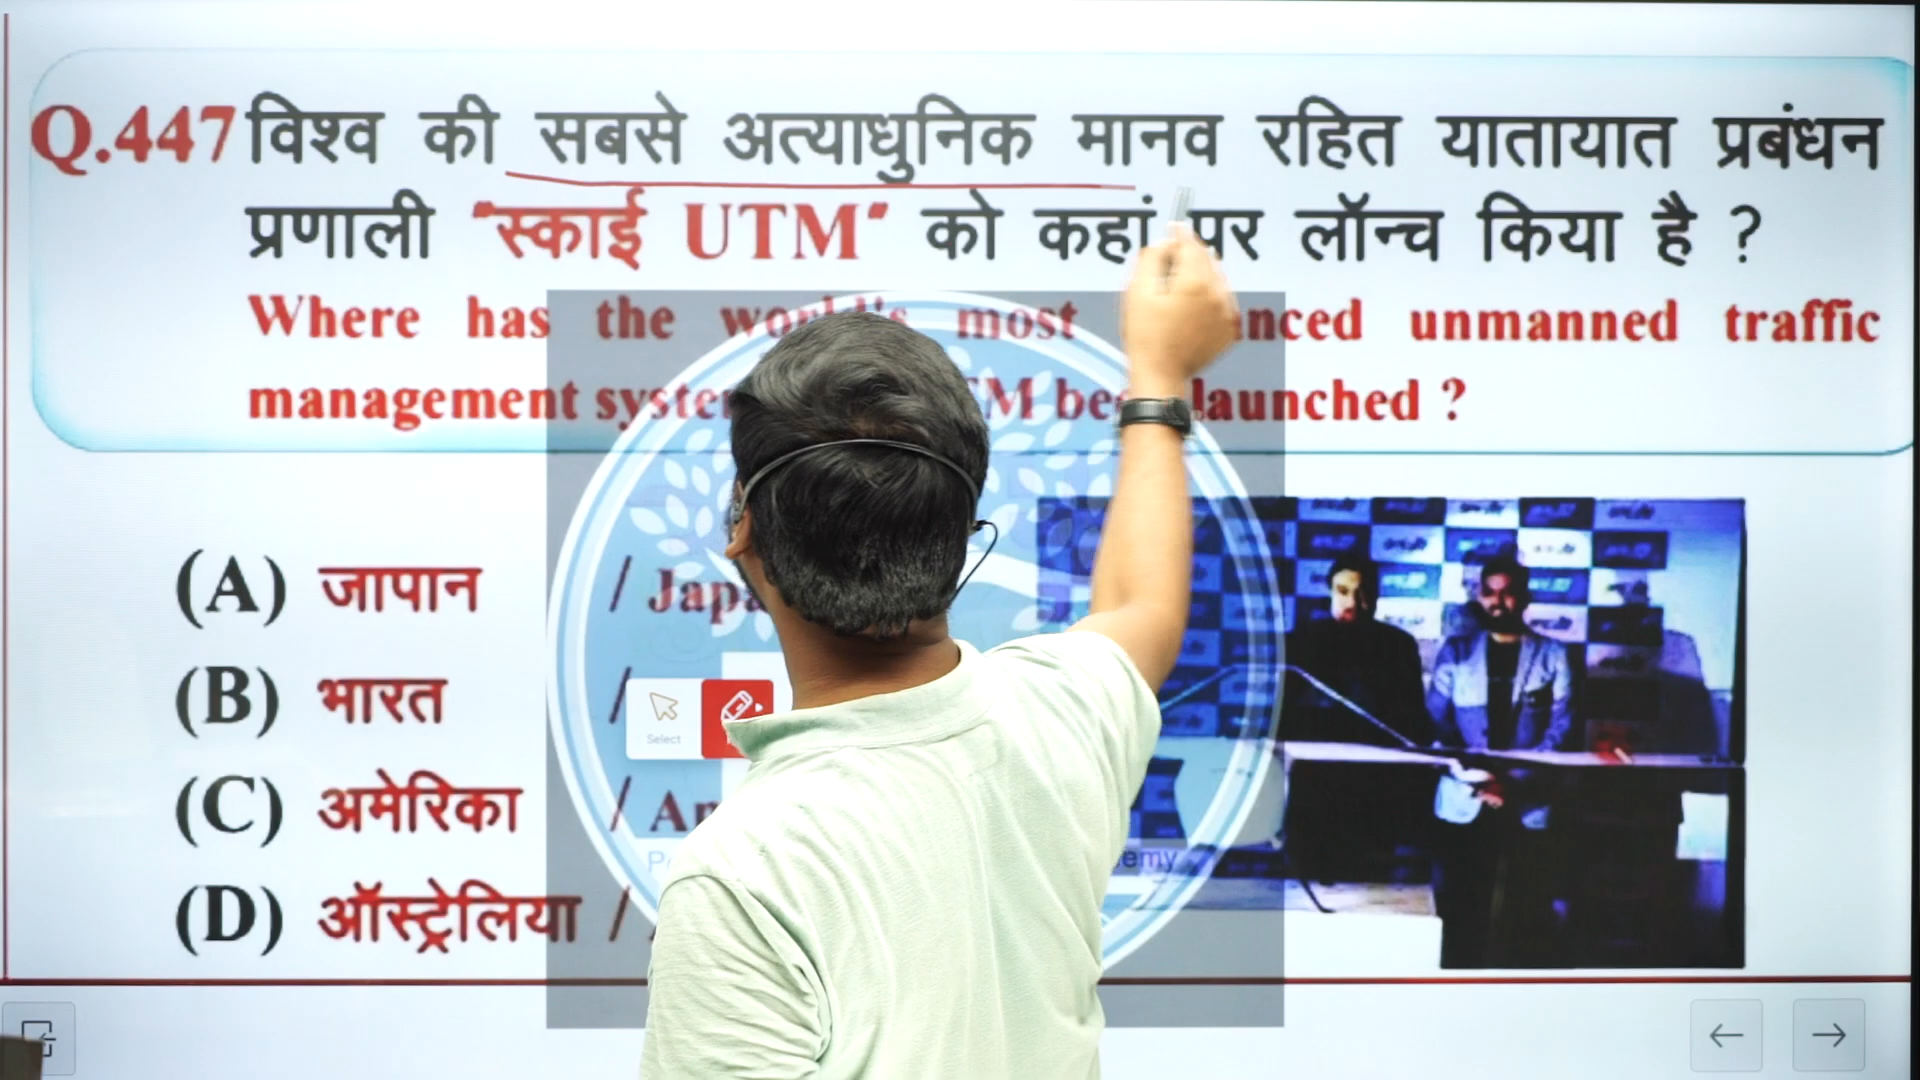 Q.447 विश्व की सबसे अत्याधुनिक मानव रहित यातायात प्रबंधन
प्रणाली "स्काई UTM" को कहां पर लॉन्च किया है ?
Where has the world's most unmanned traffic
management launched ?
(A) जापान /
(B) भारत /
(C) अमेरिका /
(D) ऑस्ट्रेलिया /
Select